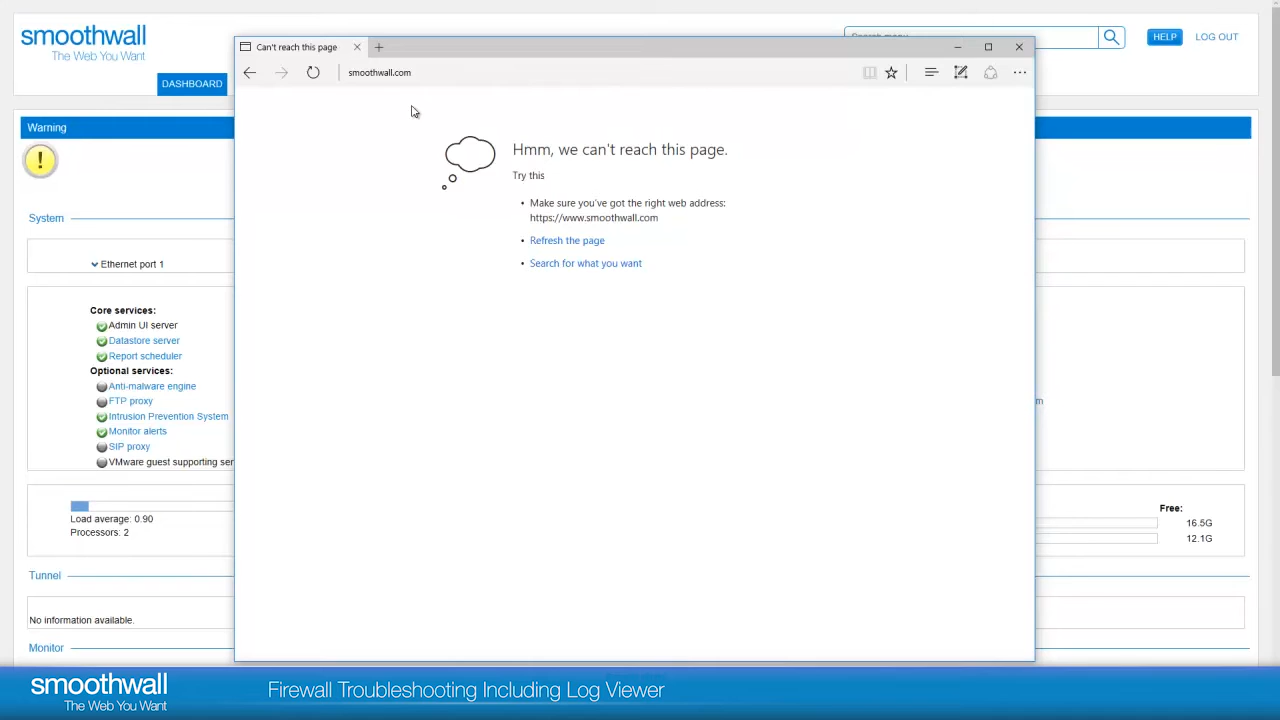 smoothwall
The Web You Want
DASHBOARD
HELP
LOG OUT
Warning
System
Ethernet port 1
Core services:
Admin UI server
Datastore server
Report scheduler
Optional services:
Anti-malware engine
FTP proxy
Intrusion Prevention System
Monitor alerts
SIP proxy
VMware guest supporting ser
Load average: 0.90
Processors: 2
Tunnel
No information available.
Monitor
Can't reach this page
smoothwall.com
Hmm, we can't reach this page.
Try this
• Make sure you've got the right web address:
https://www.smoothwall.com
• Refresh the page
• Search for what you want
m
Free:
16.5G
12.1G
smoothwall
The Web You Want
Firewall Troubleshooting Including Log Viewer